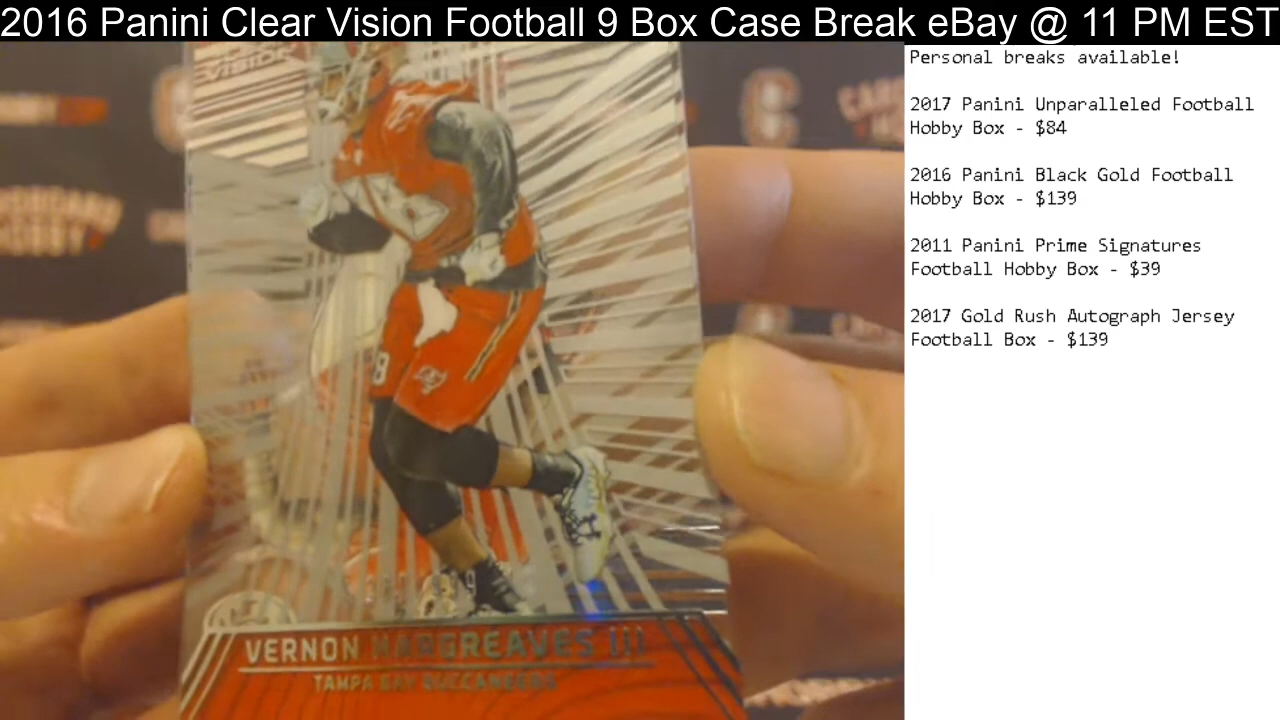 2016 Panini Clear Vision Football 9 Box Case Break eBay @ 11 PM EST
Personal breaks available!
2017 Panini Unparalleled Football
Hobby Box - $84
2016 Panini Black Gold Football
Hobby Box - $139
2011 Panini Prime Signatures
Football Hobby Box - $39
2017 Gold Rush Autograph Jersey
Football Box - $139
VISION
8
VERNON HARGREAVES III
TAMPA BAY BUCCANEERS